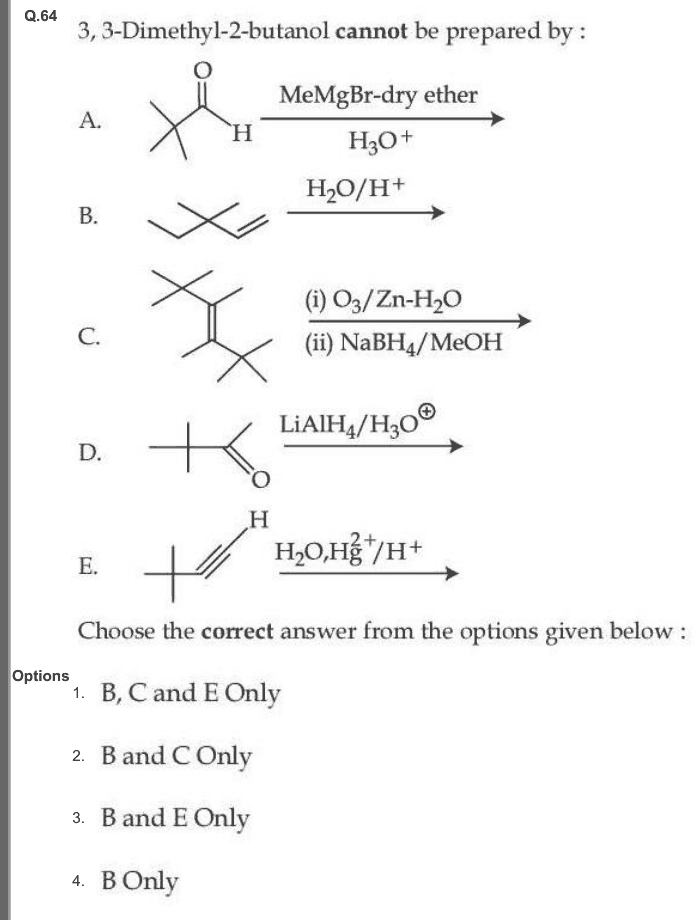 Q.64
3, 3-Dimethyl-2-butanol cannot be prepared by :
O
MeMgBr-dry ether
A.
H
H₃O⁺
H₂O/H⁺
B.
(i) O₃/Zn-H₂O
C.
(ii) NaBH₄/MeOH
LiAlH₄/H₃O⊕
D.
O
H
H₂O,Hg²⁺/H⁺
E.
Choose the correct answer from the options given below :
Options
1. B, C and E Only
2. B and C Only
3. B and E Only
4. B Only